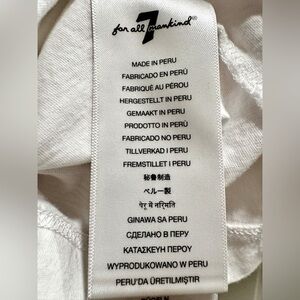 7
for all mankind®
MADE IN PERU
FABRICADO EN PERÚ
FABRIQUÉ AU PÉROU
HERGESTELLT IN PERU
GEMAAKT IN PERU
PRODOTTO IN PERÙ
FABRICADO NO PERU
TILLVERKAD I PERU
FREMSTILLET I PERU
秘鲁制造
ペルー製
पेरू में निर्मित
GINAWA SA PERU
СДЕЛАНО В ПЕРУ
ΚΑΤΑΣΚΕΥΗ ΠΕΡΟΥ
WYPRODUKOWANO W PERU
PERU'DA ÜRETILMIŞTIR